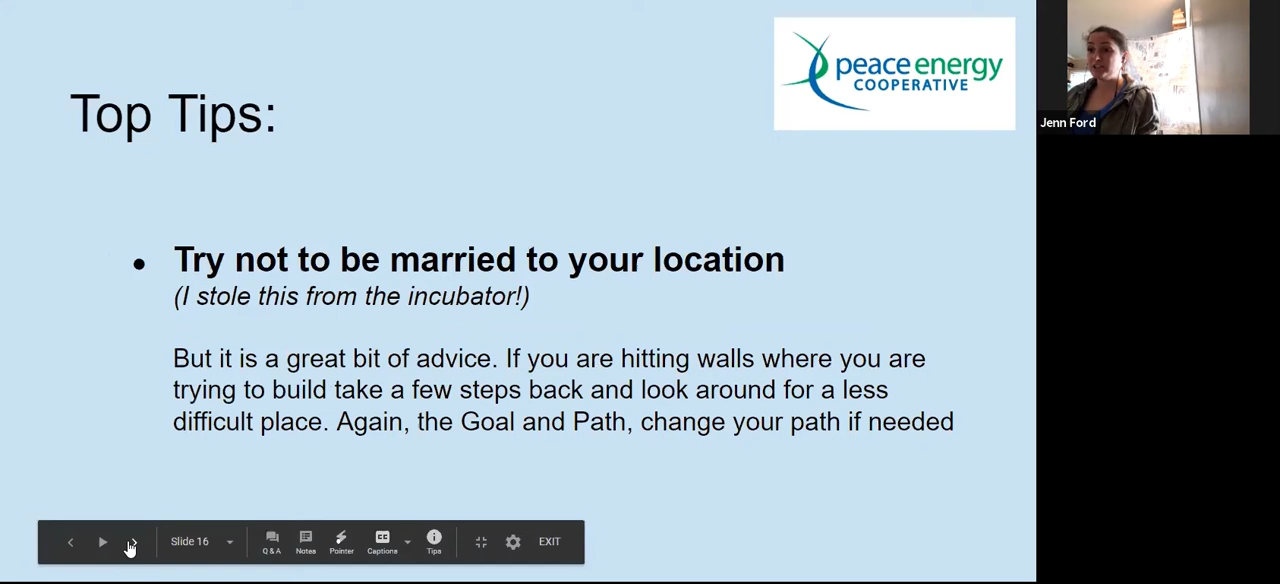 peace energy
COOPERATIVE
Jenn Ford
Top Tips:
● Try not to be married to your location
(I stole this from the incubator!)
But it is a great bit of advice. If you are hitting walls where you are
trying to build take a few steps back and look around for a less
difficult place. Again, the Goal and Path, change your path if needed
Slide 16
Q & A
Notes
Pointer
CC
Captions
Tips
EXIT